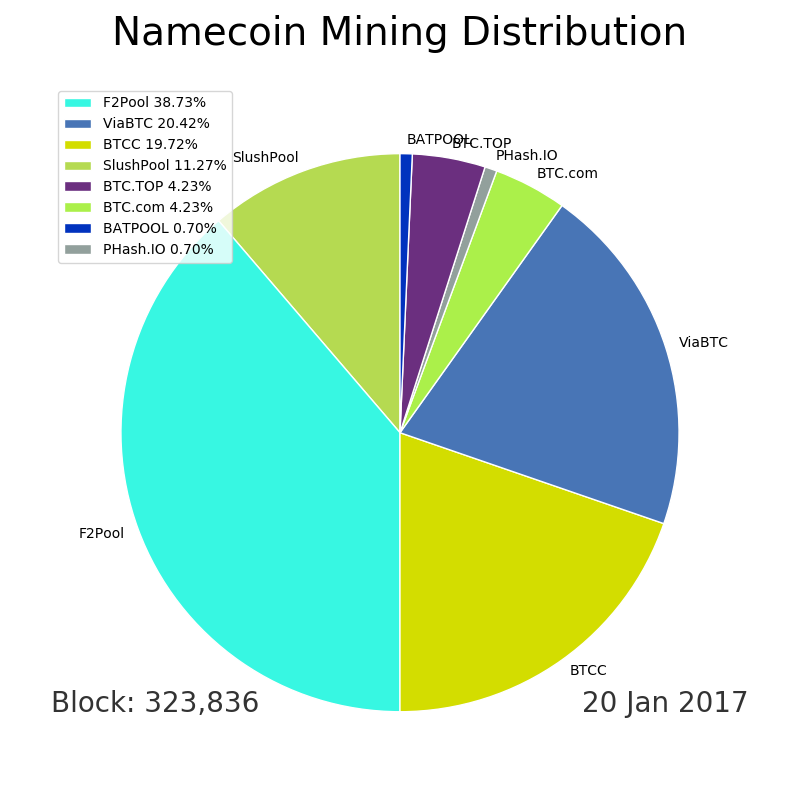 Namecoin Mining Distribution
F2Pool 38.73%
ViaBTC 20.42%
BTCC 19.72%
SlushPool 11.27%
BTC.TOP 4.23%
BTC.com 4.23%
BATPOOL 0.70%
PHash.IO 0.70%
BATPOOL
BTC.TOP
SlushPool
PHash.IO
BTC.com
ViaBTC
F2Pool
BTCC
Block: 323,836
20 Jan 2017